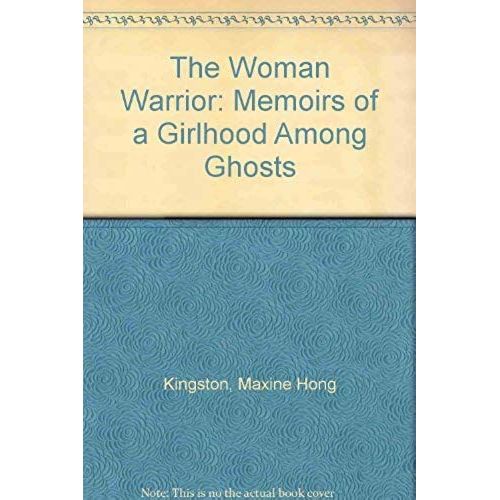 The Woman
Warrior: Memoirs of
a Girlhood Among
Ghosts
Kingston, Maxine Hong
Note: This is no the actual book cover